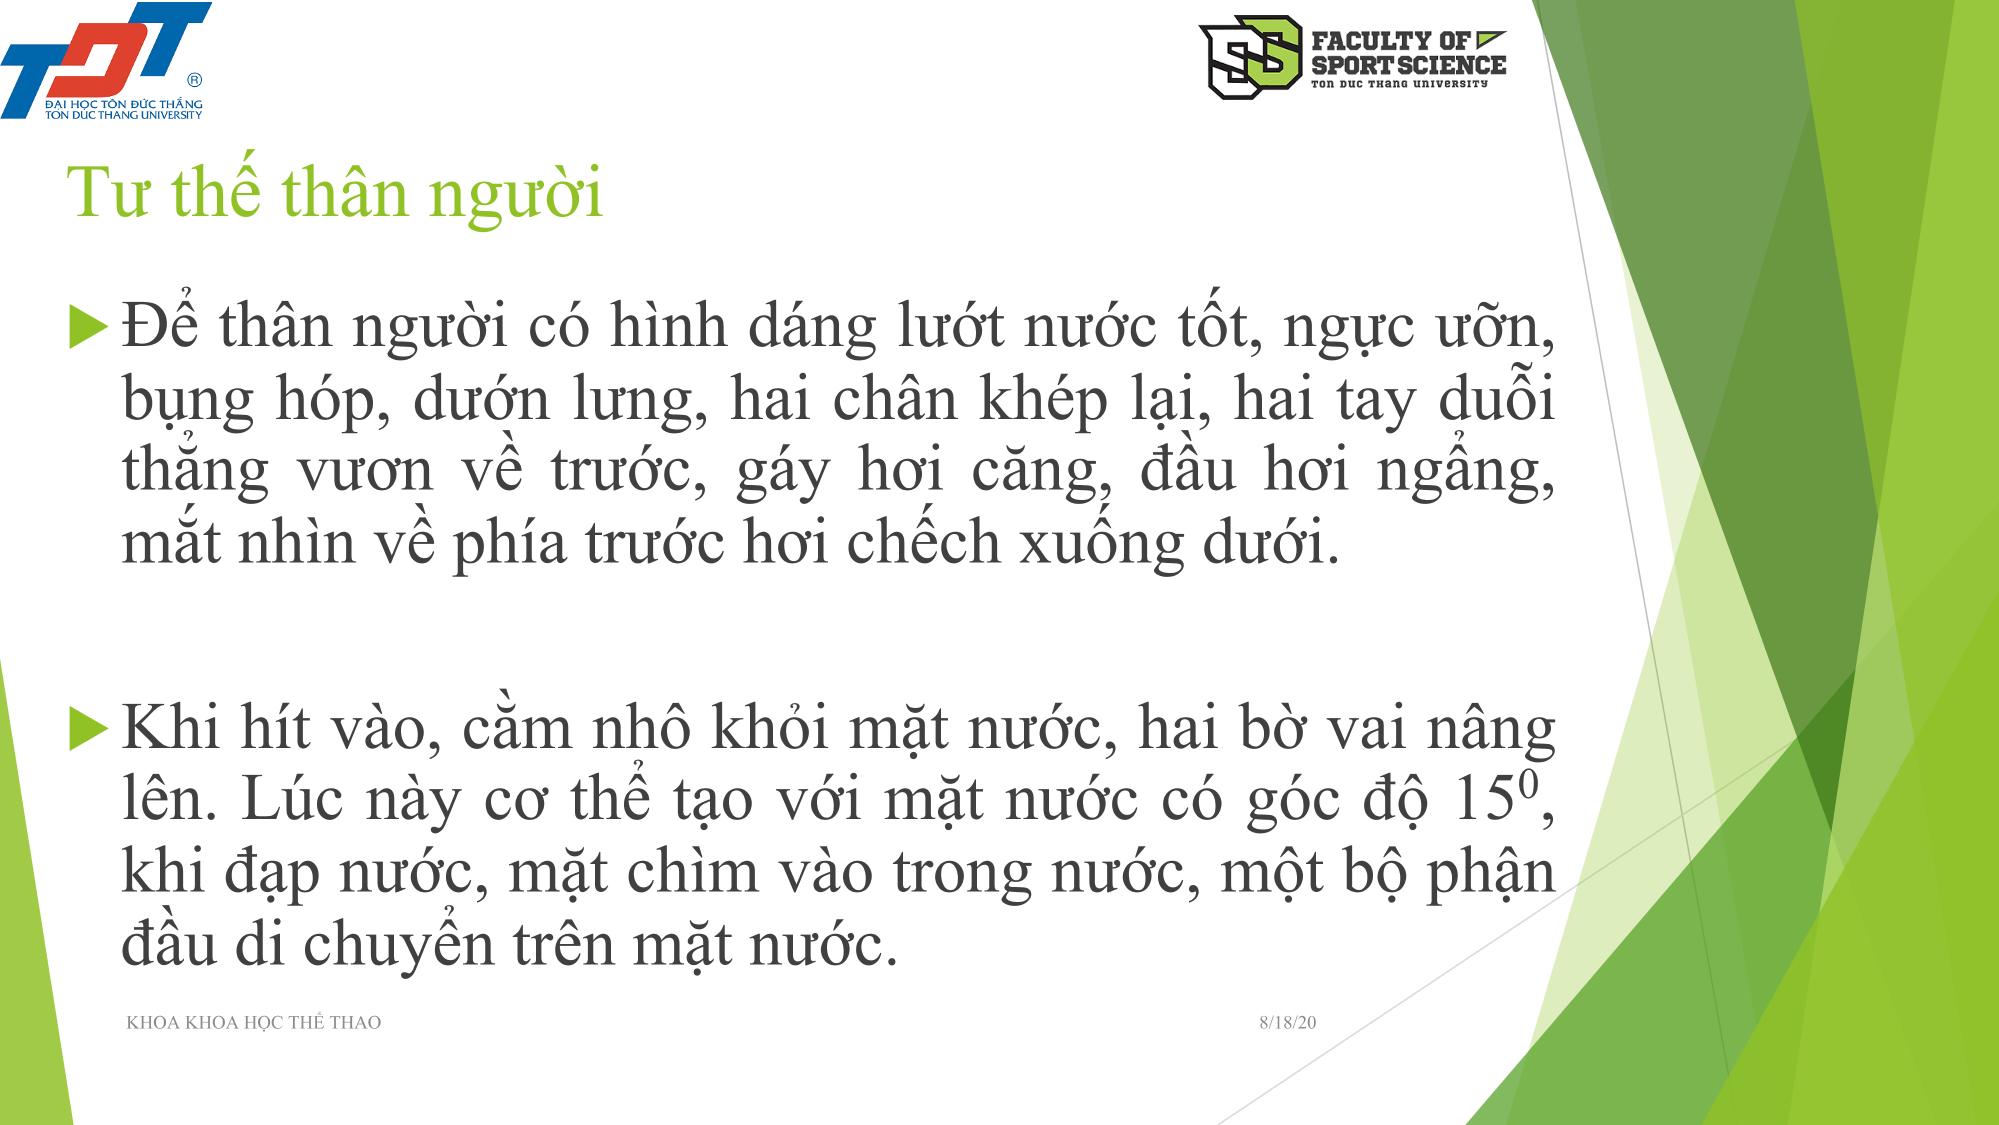 TDT ®
ĐẠI HỌC TÔN ĐỨC THẮNG
TON DUC THANG UNIVERSITY
SS FACULTY OF
SPORT SCIENCE
TON DUC THANG UNIVERSITY
Tư thế thân người
Để thân người có hình dáng lướt nước tốt, ngực ưỡn,
bụng hóp, dướn lưng, hai chân khép lại, hai tay duỗi
thẳng vươn về trước, gáy hơi căng, đầu hơi ngẩng,
mắt nhìn về phía trước hơi chếch xuống dưới.
Khi hít vào, cằm nhô khỏi mặt nước, hai bờ vai nâng
lên. Lúc này cơ thể tạo với mặt nước có góc độ 15⁰,
khi đạp nước, mặt chìm vào trong nước, một bộ phận
đầu di chuyển trên mặt nước.
KHOA KHOA HỌC THỂ THAO
8/18/20